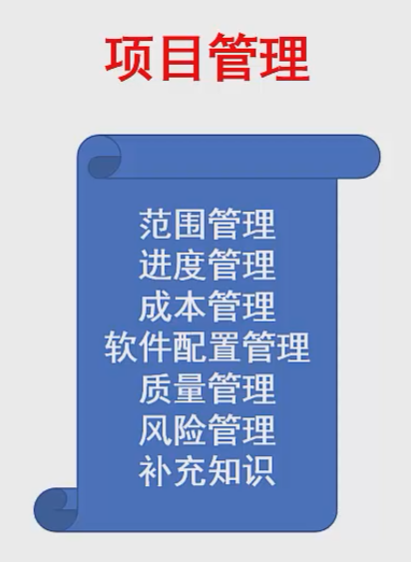 项目管理
范围管理
进度管理
成本管理
软件配置管理
质量管理
风险管理
补充知识